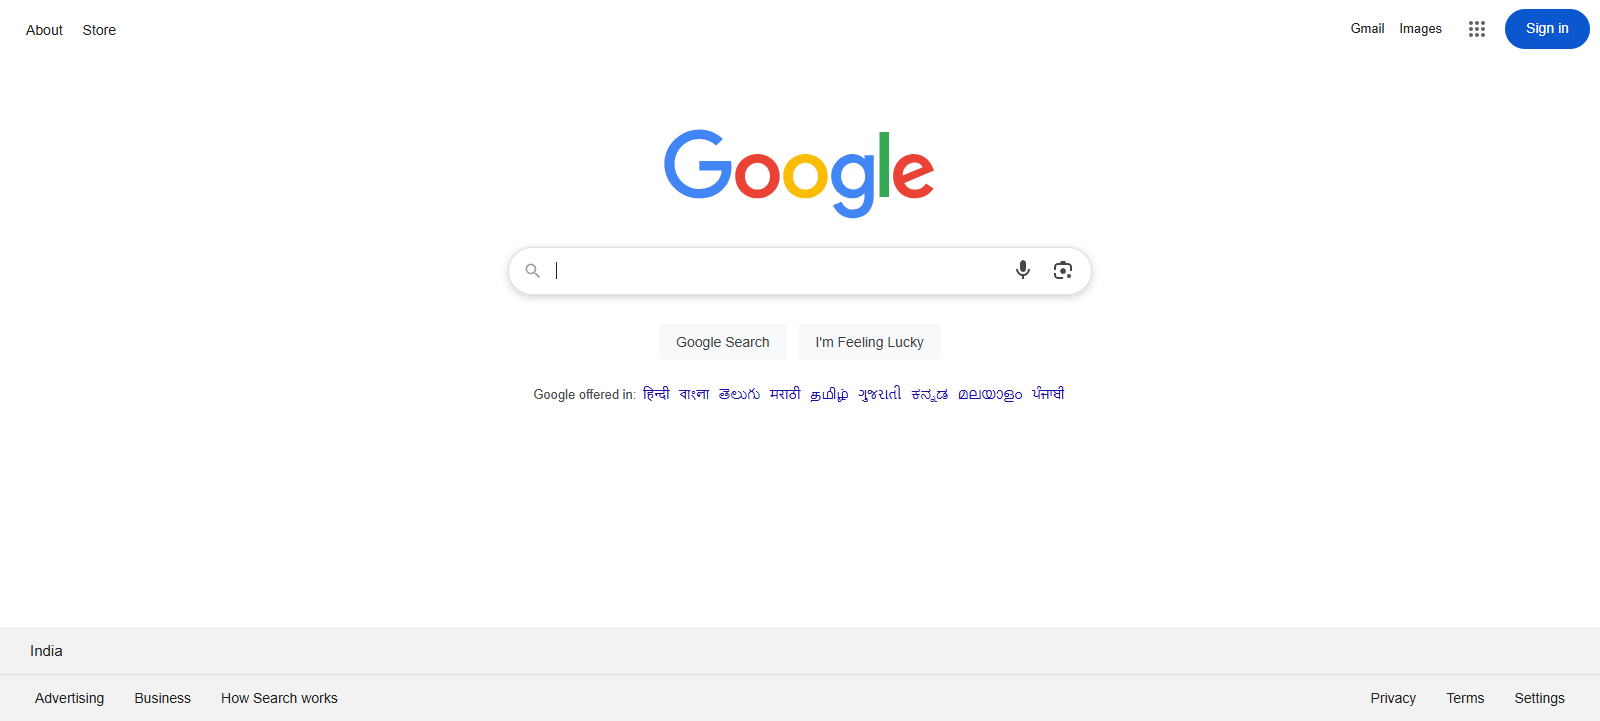 About Store
Gmail Images Sign in
Google
Google Search I'm Feeling Lucky
Google offered in: हिन्दी বাংলা తెలుగు मराठी தமிழ் ગુજરાતી ಕನ್ನಡ മലയാളം ਪੰਜਾਬੀ
India
Advertising Business How Search works
Privacy Terms Settings